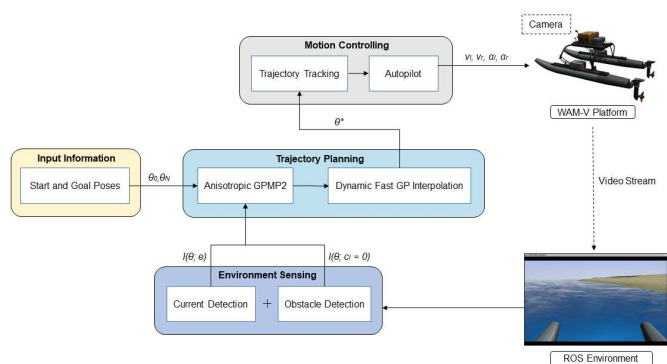 Motion Controlling
Trajectory Tracking
Autopilot
vₗ, vᵣ, αₗ, αᵣ
Camera
WAM-V Platform
θ*
Input Information
Start and Goal Poses
θ₀,θN
Trajectory Planning
Anisotropic GPMP2
Dynamic Fast GP Interpolation
Video Stream
l(θ; e)
l(θ; cᵢ = 0)
Environment Sensing
Current Detection
+
Obstacle Detection
ROS Environment